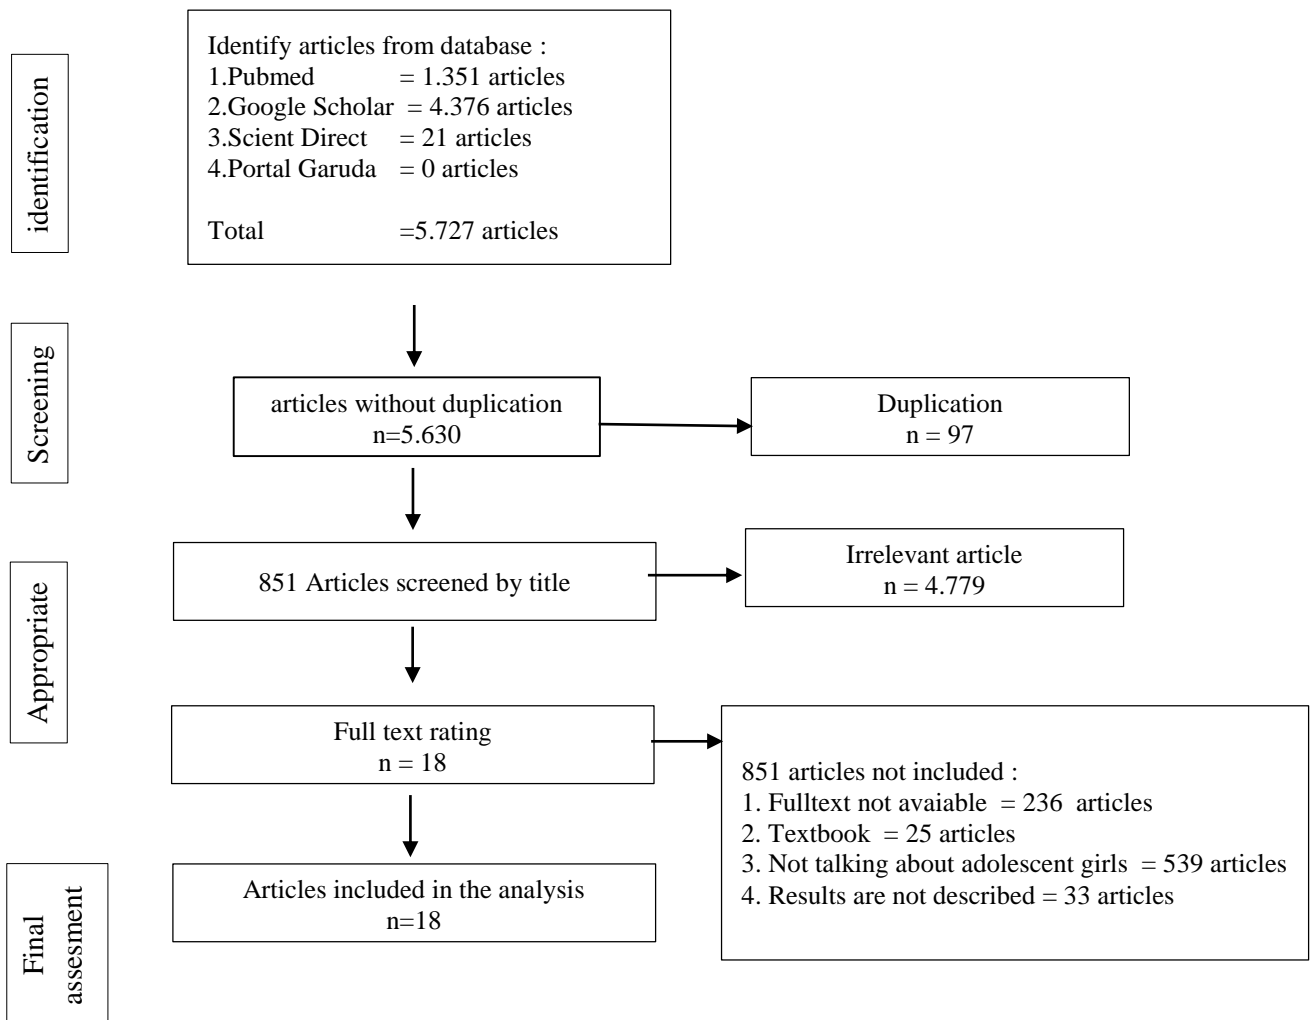 identification
Identify articles from database :
1.Pubmed = 1.351 articles
2.Google Scholar = 4.376 articles
3.Scient Direct = 21 articles
4.Portal Garuda = 0 articles
Total =5.727 articles
Screening
articles without duplication
n=5.630
Duplication
n = 97
Appropriate
851 Articles screened by title
Irrelevant article
n = 4.779
Full text rating
n = 18
851 articles not included :
1. Fulltext not avaiable = 236 articles
2. Textbook = 25 articles
3. Not talking about adolescent girls = 539 articles
4. Results are not described = 33 articles
Final
assesment
Articles included in the analysis
n=18